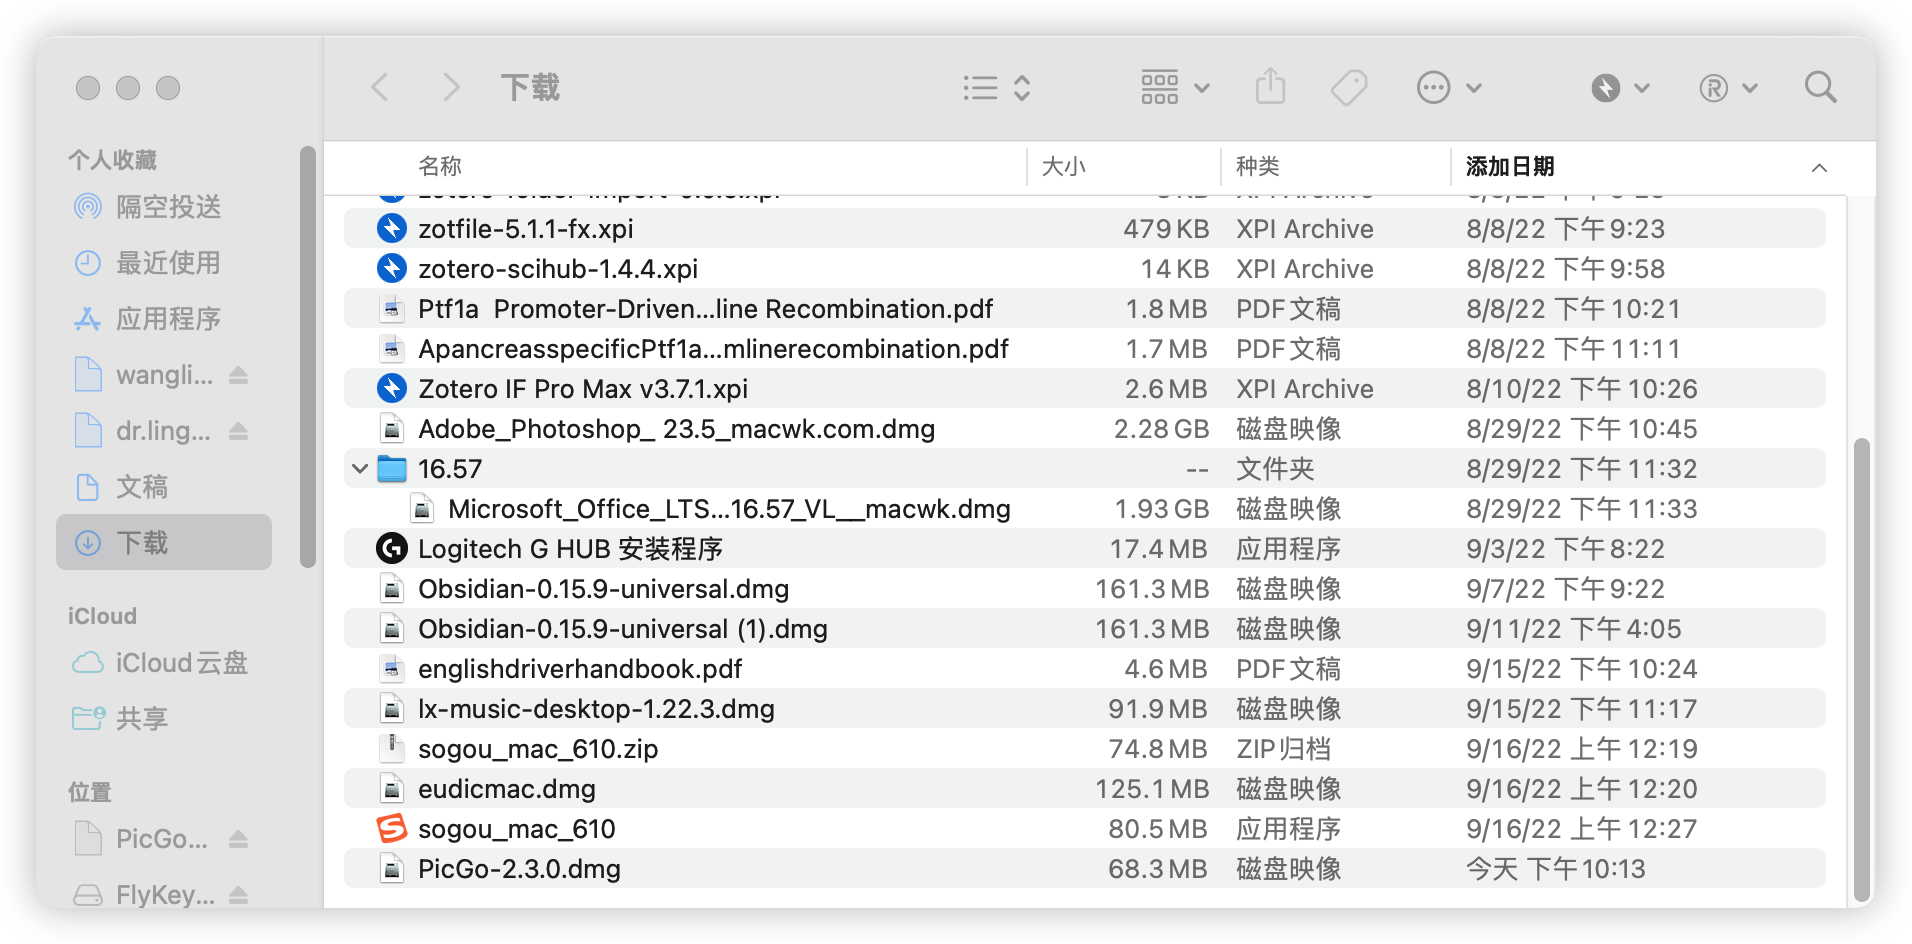 下载
个人收藏
隔空投送
最近使用
应用程序
wangli...
dr.ling...
文稿
下载
iCloud
iCloud云盘
共享
位置
PicGo...
FlyKey...
名称 大小 种类 添加日期
zotfile-5.1.1-fx.xpi 479 KB XPI Archive 8/8/22 下午9:23
zotero-scihub-1.4.4.xpi 14 KB XPI Archive 8/8/22 下午9:58
Ptf1a  Promoter-Driven...line Recombination.pdf 1.8 MB PDF文稿 8/8/22 下午10:21
ApancreasspecificPtf1a...mlinerecombination.pdf 1.7 MB PDF文稿 8/8/22 下午11:11
Zotero IF Pro Max v3.7.1.xpi 2.6 MB XPI Archive 8/10/22 下午10:26
Adobe_Photoshop_ 23.5_macwk.com.dmg 2.28 GB 磁盘映像 8/29/22 下午10:45
16.57 -- 文件夹 8/29/22 下午11:32
Microsoft_Office_LTS...16.57_VL__macwk.dmg 1.93 GB 磁盘映像 8/29/22 下午11:33
Logitech G HUB 安装程序 17.4 MB 应用程序 9/3/22 下午8:22
Obsidian-0.15.9-universal.dmg 161.3 MB 磁盘映像 9/7/22 下午9:22
Obsidian-0.15.9-universal (1).dmg 161.3 MB 磁盘映像 9/11/22 下午4:05
englishdriverhandbook.pdf 4.6 MB PDF文稿 9/15/22 下午10:24
lx-music-desktop-1.22.3.dmg 91.9 MB 磁盘映像 9/15/22 下午11:17
sogou_mac_610.zip 74.8 MB ZIP归档 9/16/22 上午12:19
eudicmac.dmg 125.1 MB 磁盘映像 9/16/22 上午12:20
sogou_mac_610 80.5 MB 应用程序 9/16/22 上午12:27
PicGo-2.3.0.dmg 68.3 MB 磁盘映像 今天 下午10:13